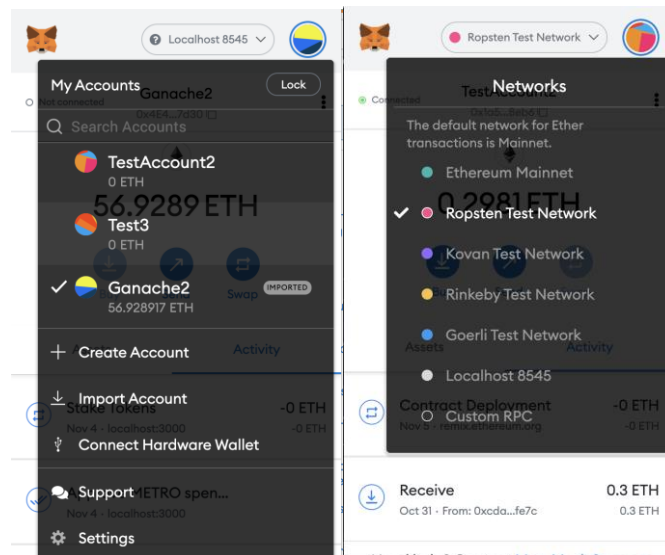 Localhost 8545
My Accounts
Lock
Not connected
Ganache2
0x4E4...7d30
Search Accounts
TestAccount2
0 ETH
56.9289 ETH
Test3
0 ETH
Ganache2
IMPORTED
56.928917 ETH
Buy
Send
Swap
Create Account
Assets
Activity
Import Account
Stake Tokens
-0 ETH
Nov 4 - localhost:3000
-0 ETH
Connect Hardware Wallet
Support
METRO spen...
Nov 4 - localhost:3000
Settings
Ropsten Test Network
Networks
Connected
TestAccount2
The default network for Ether
transactions is Mainnet.
Ethereum Mainnet
0.2981 ETH
Ropsten Test Network
Kovan Test Network
Rinkeby Test Network
Goerli Test Network
Assets
Activity
Localhost 8545
Contract Deployment
-0 ETH
Nov 5 - remix.ethereum.org
-0 ETH
Custom RPC
Receive
0.3 ETH
Oct 31 · From: 0xcda...fe7c
0.3 ETH